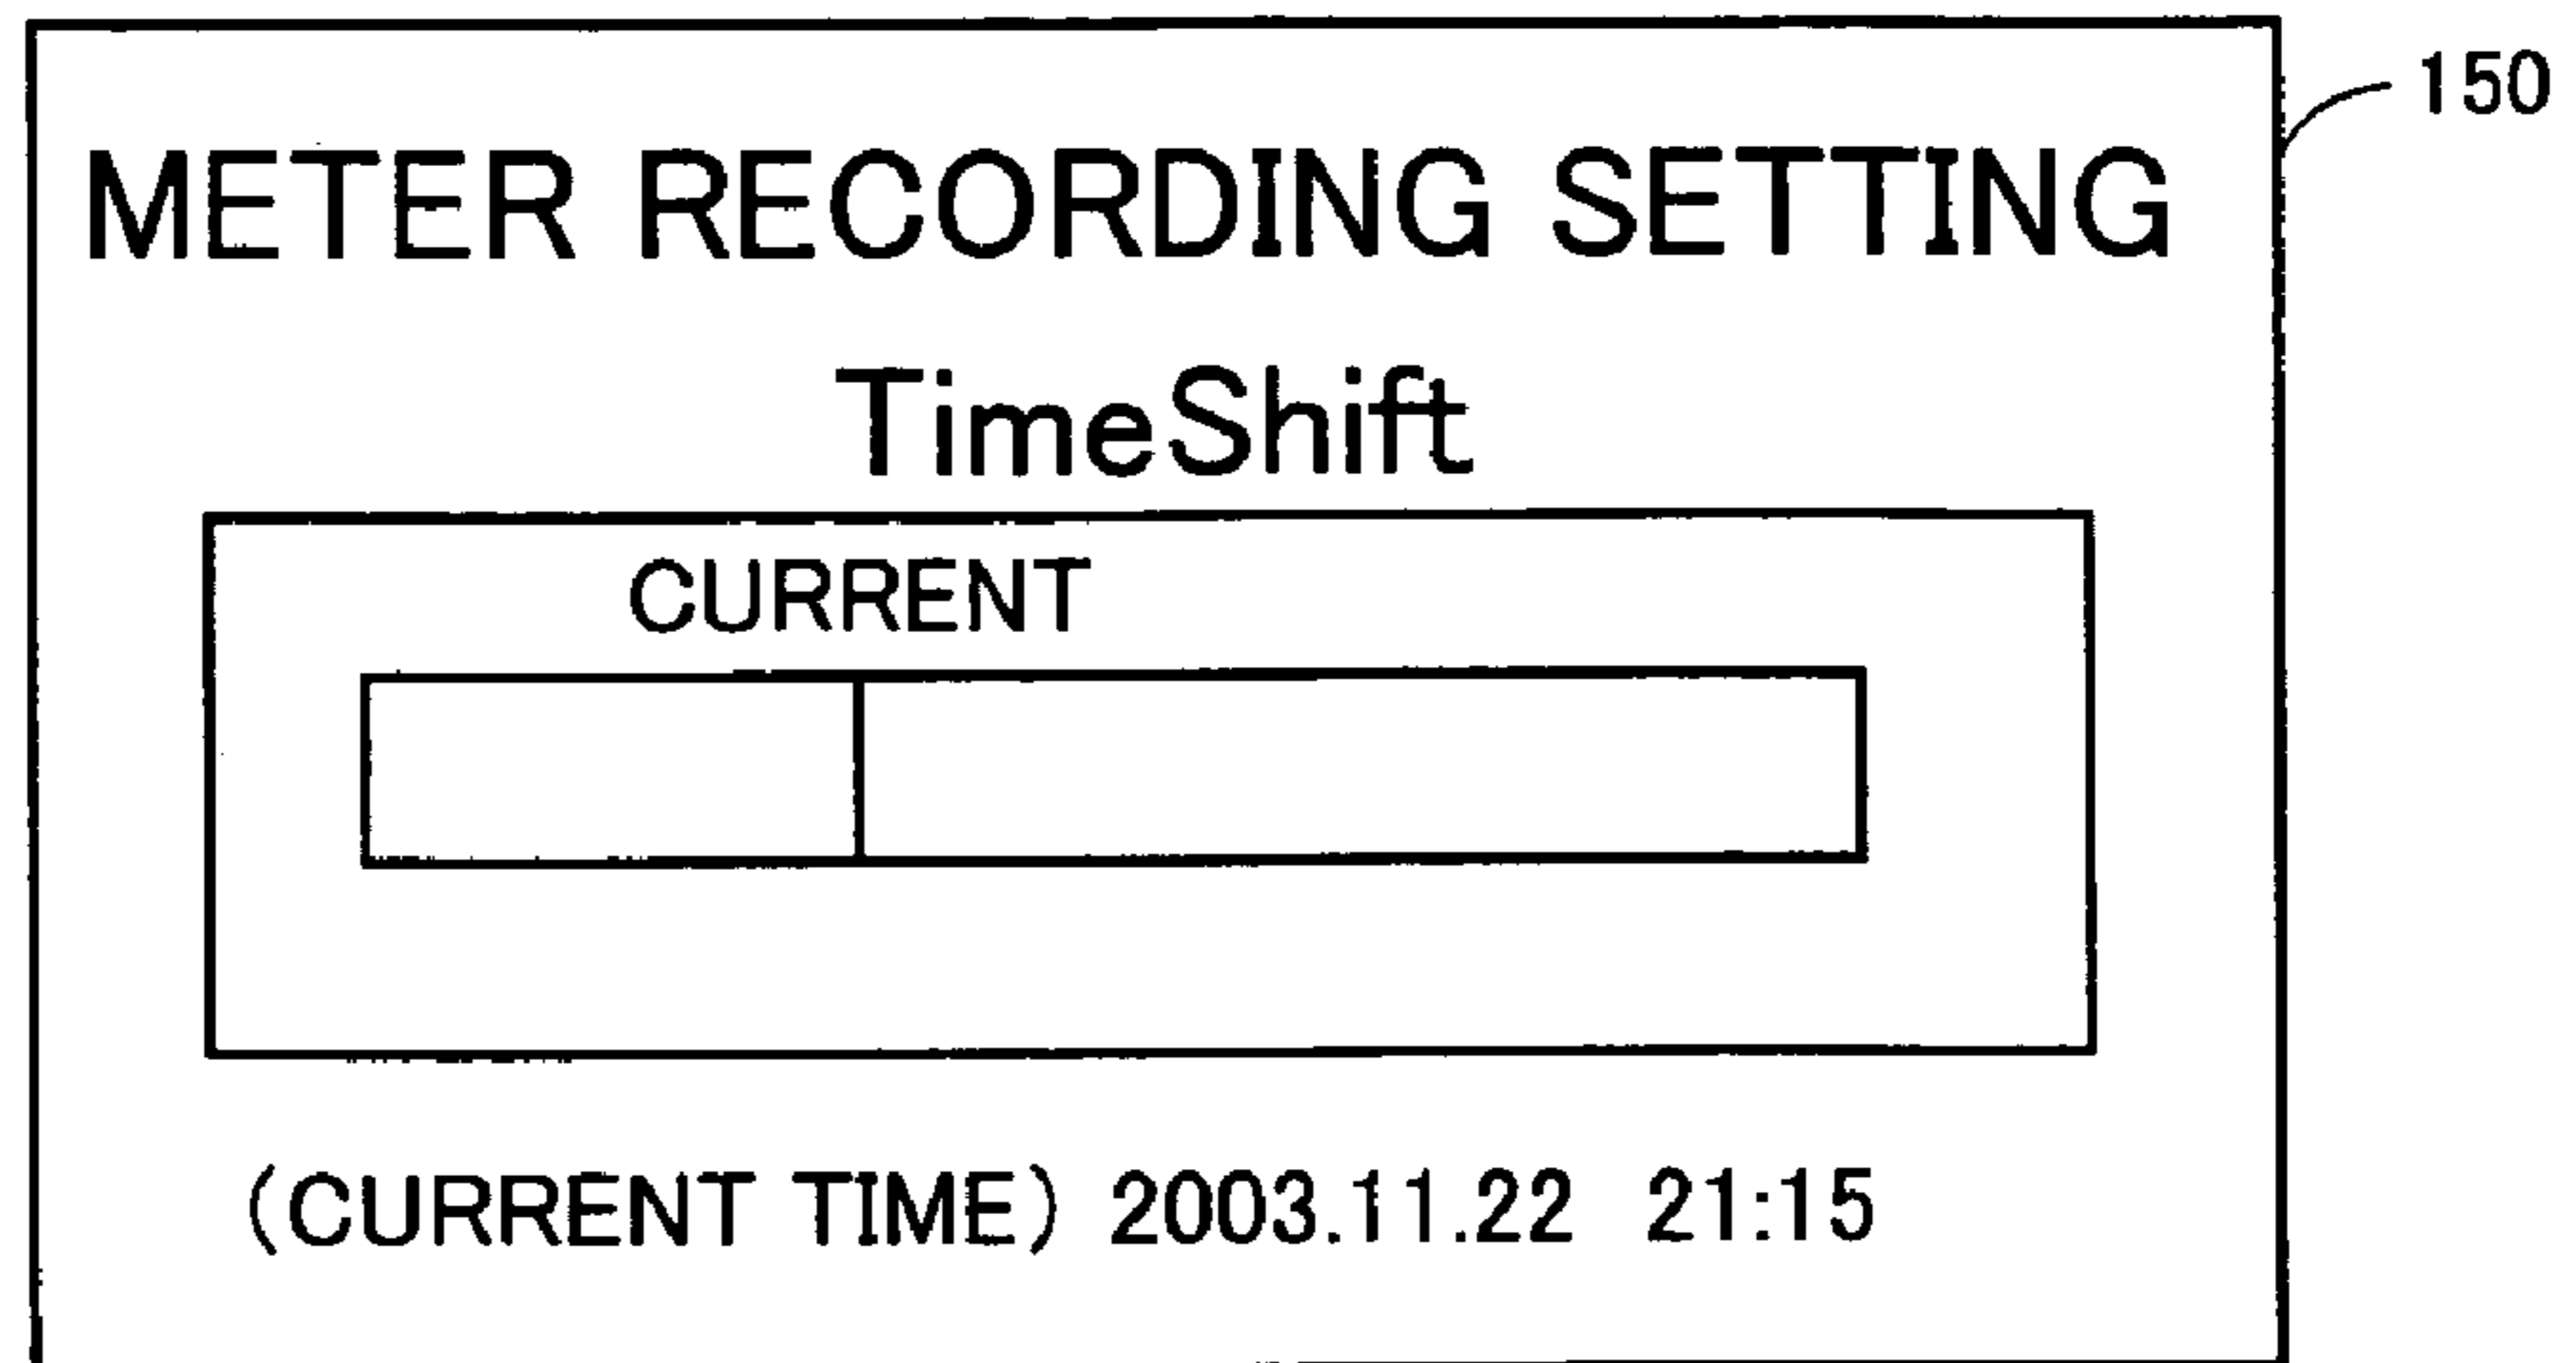 150
METER RECORDING SETTING
TimeShift
CURRENT
(CURRENT TIME) 2003.11.22 21:15